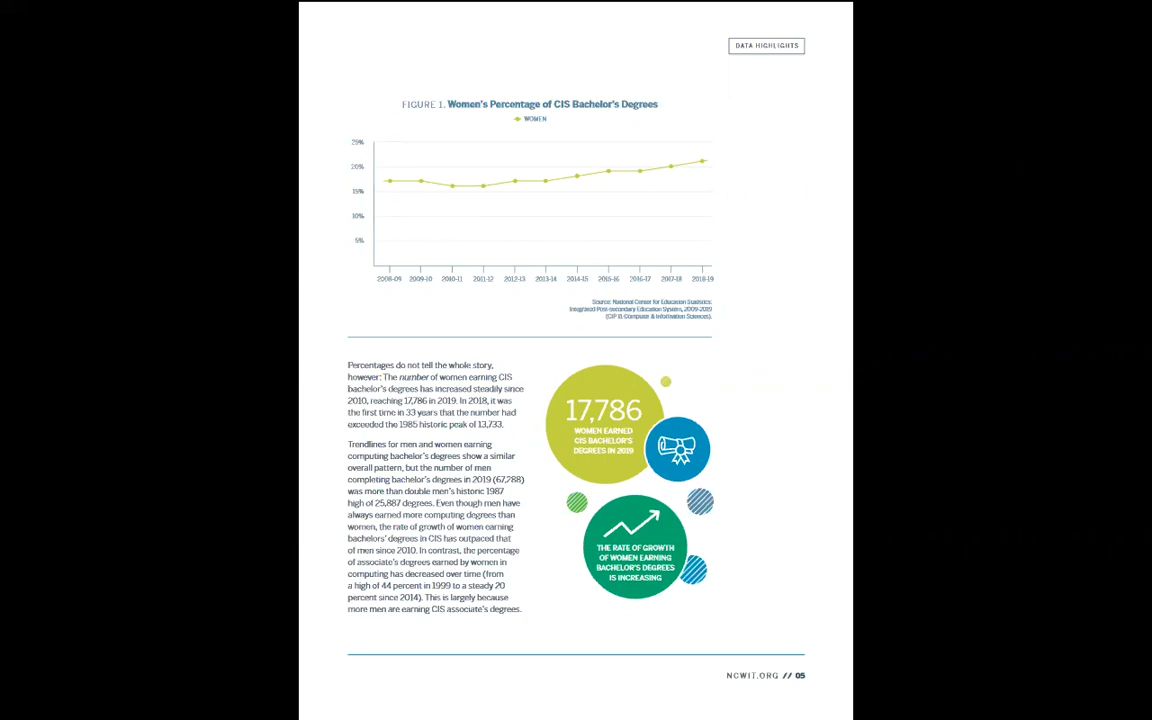 DATA HIGHLIGHTS
FIGURE 1. Women's Percentage of CIS Bachelor's Degrees
WOMEN
25%
20%
15%
10%
5%
2008-09 2009-10 2010-11 2011-12 2012-13 2013-14 2014-15 2015-16 2016-17 2017-18 2018-19
Source: National Center for Education Statistics:
Integrated Post-secondary Education System, 2009-2019
(CIP 11, Computer & Information Sciences).
Percentages do not tell the whole story,
however: The number of women earning CIS
bachelor's degrees has increased steadily since
2010, reaching 17,786 in 2019. In 2018, it was
the first time in 33 years that the number had
exceeded the 1985 historic peak of 13,733.
Trendlines for men and women earning
computing bachelor's degrees show a similar
overall pattern, but the number of men
completing bachelor's degrees in 2019 (67,288)
was more than double men's historic 1987
high of 25,887 degrees. Even though men have
always earned more computing degrees than
women, the rate of growth of women earning
bachelors' degrees in CIS has outpaced that
of men since 2010. In contrast, the percentage
of associate's degrees earned by women in
computing has decreased over time (from
a high of 44 percent in 1999 to a steady 20
percent since 2014). This is largely because
more men are earning CIS associate's degrees.
17,786
WOMEN EARNED
CIS BACHELOR'S
DEGREES IN 2019
THE RATE OF GROWTH
OF WOMEN EARNING
BACHELOR'S DEGREES
IS INCREASING
NCWIT.ORG // 05